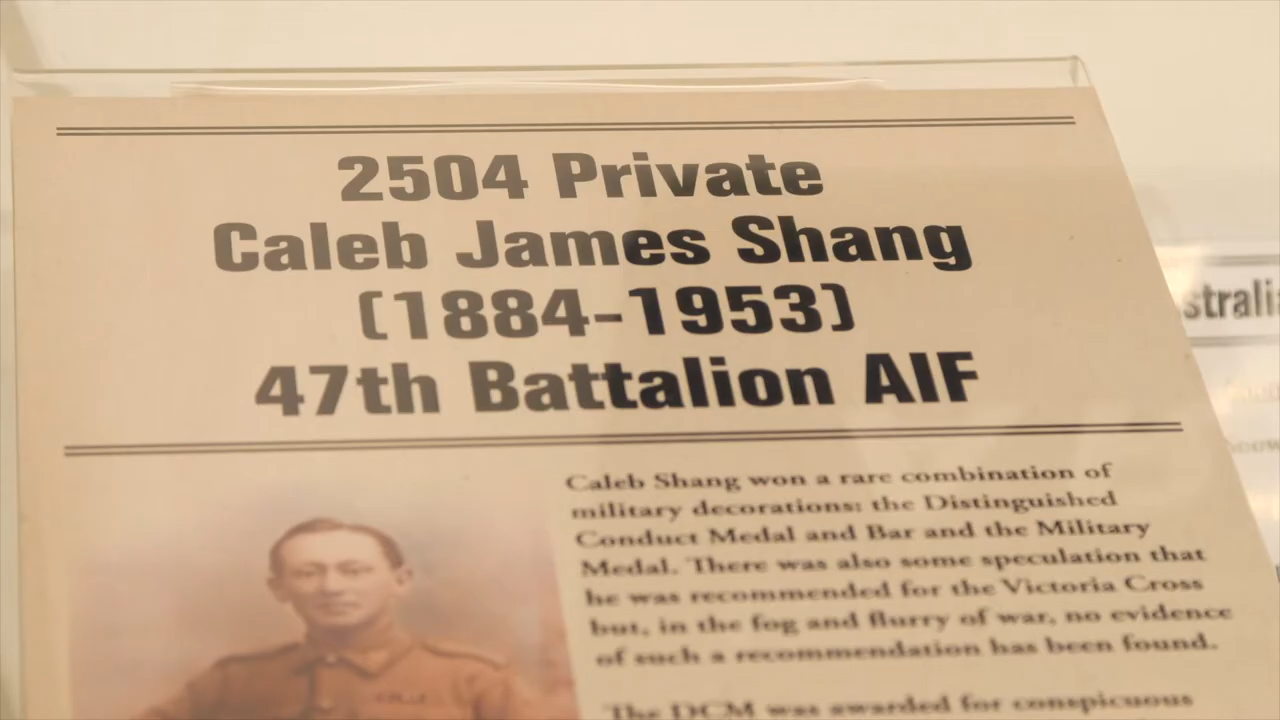 2504 Private
Caleb James Shang
(1884-1953)
47th Battalion AIF
Caleb Shang won a rare combination of
military decorations: the Distinguished
Conduct Medal and Bar and the Military
Medal. There was also some speculation that
he was recommended for the Victoria Cross
but, in the fog and flurry of war, no evidence
of such a recommendation has been found.
The DCM was awarded for conspicuous
strali